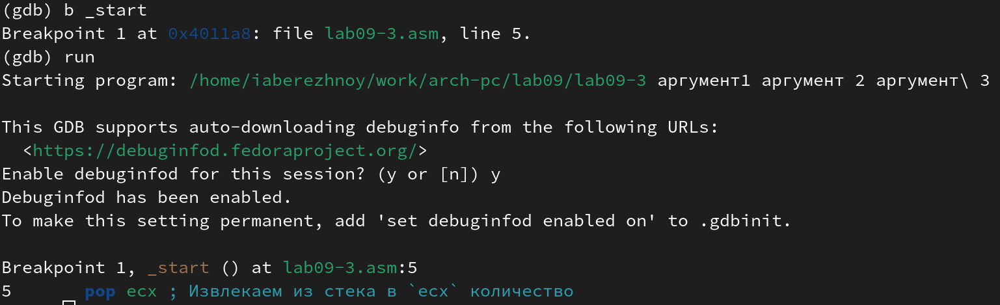 (gdb) b _start
Breakpoint 1 at 0x4011a8: file lab09-3.asm, line 5.
(gdb) run
Starting program: /home/iaberezhnoy/work/arch-pc/lab09/lab09-3 аргумент1 аргумент 2 аргумент\ 3
This GDB supports auto-downloading debuginfo from the following URLs:
<https://debuginfod.fedoraproject.org/>
Enable debuginfod for this session? (y or [n]) y
Debuginfod has been enabled.
To make this setting permanent, add 'set debuginfod enabled on' to .gdbinit.
Breakpoint 1, _start () at lab09-3.asm:5
5 pop ecx ; Извлекаем из стека в `ecx` количество